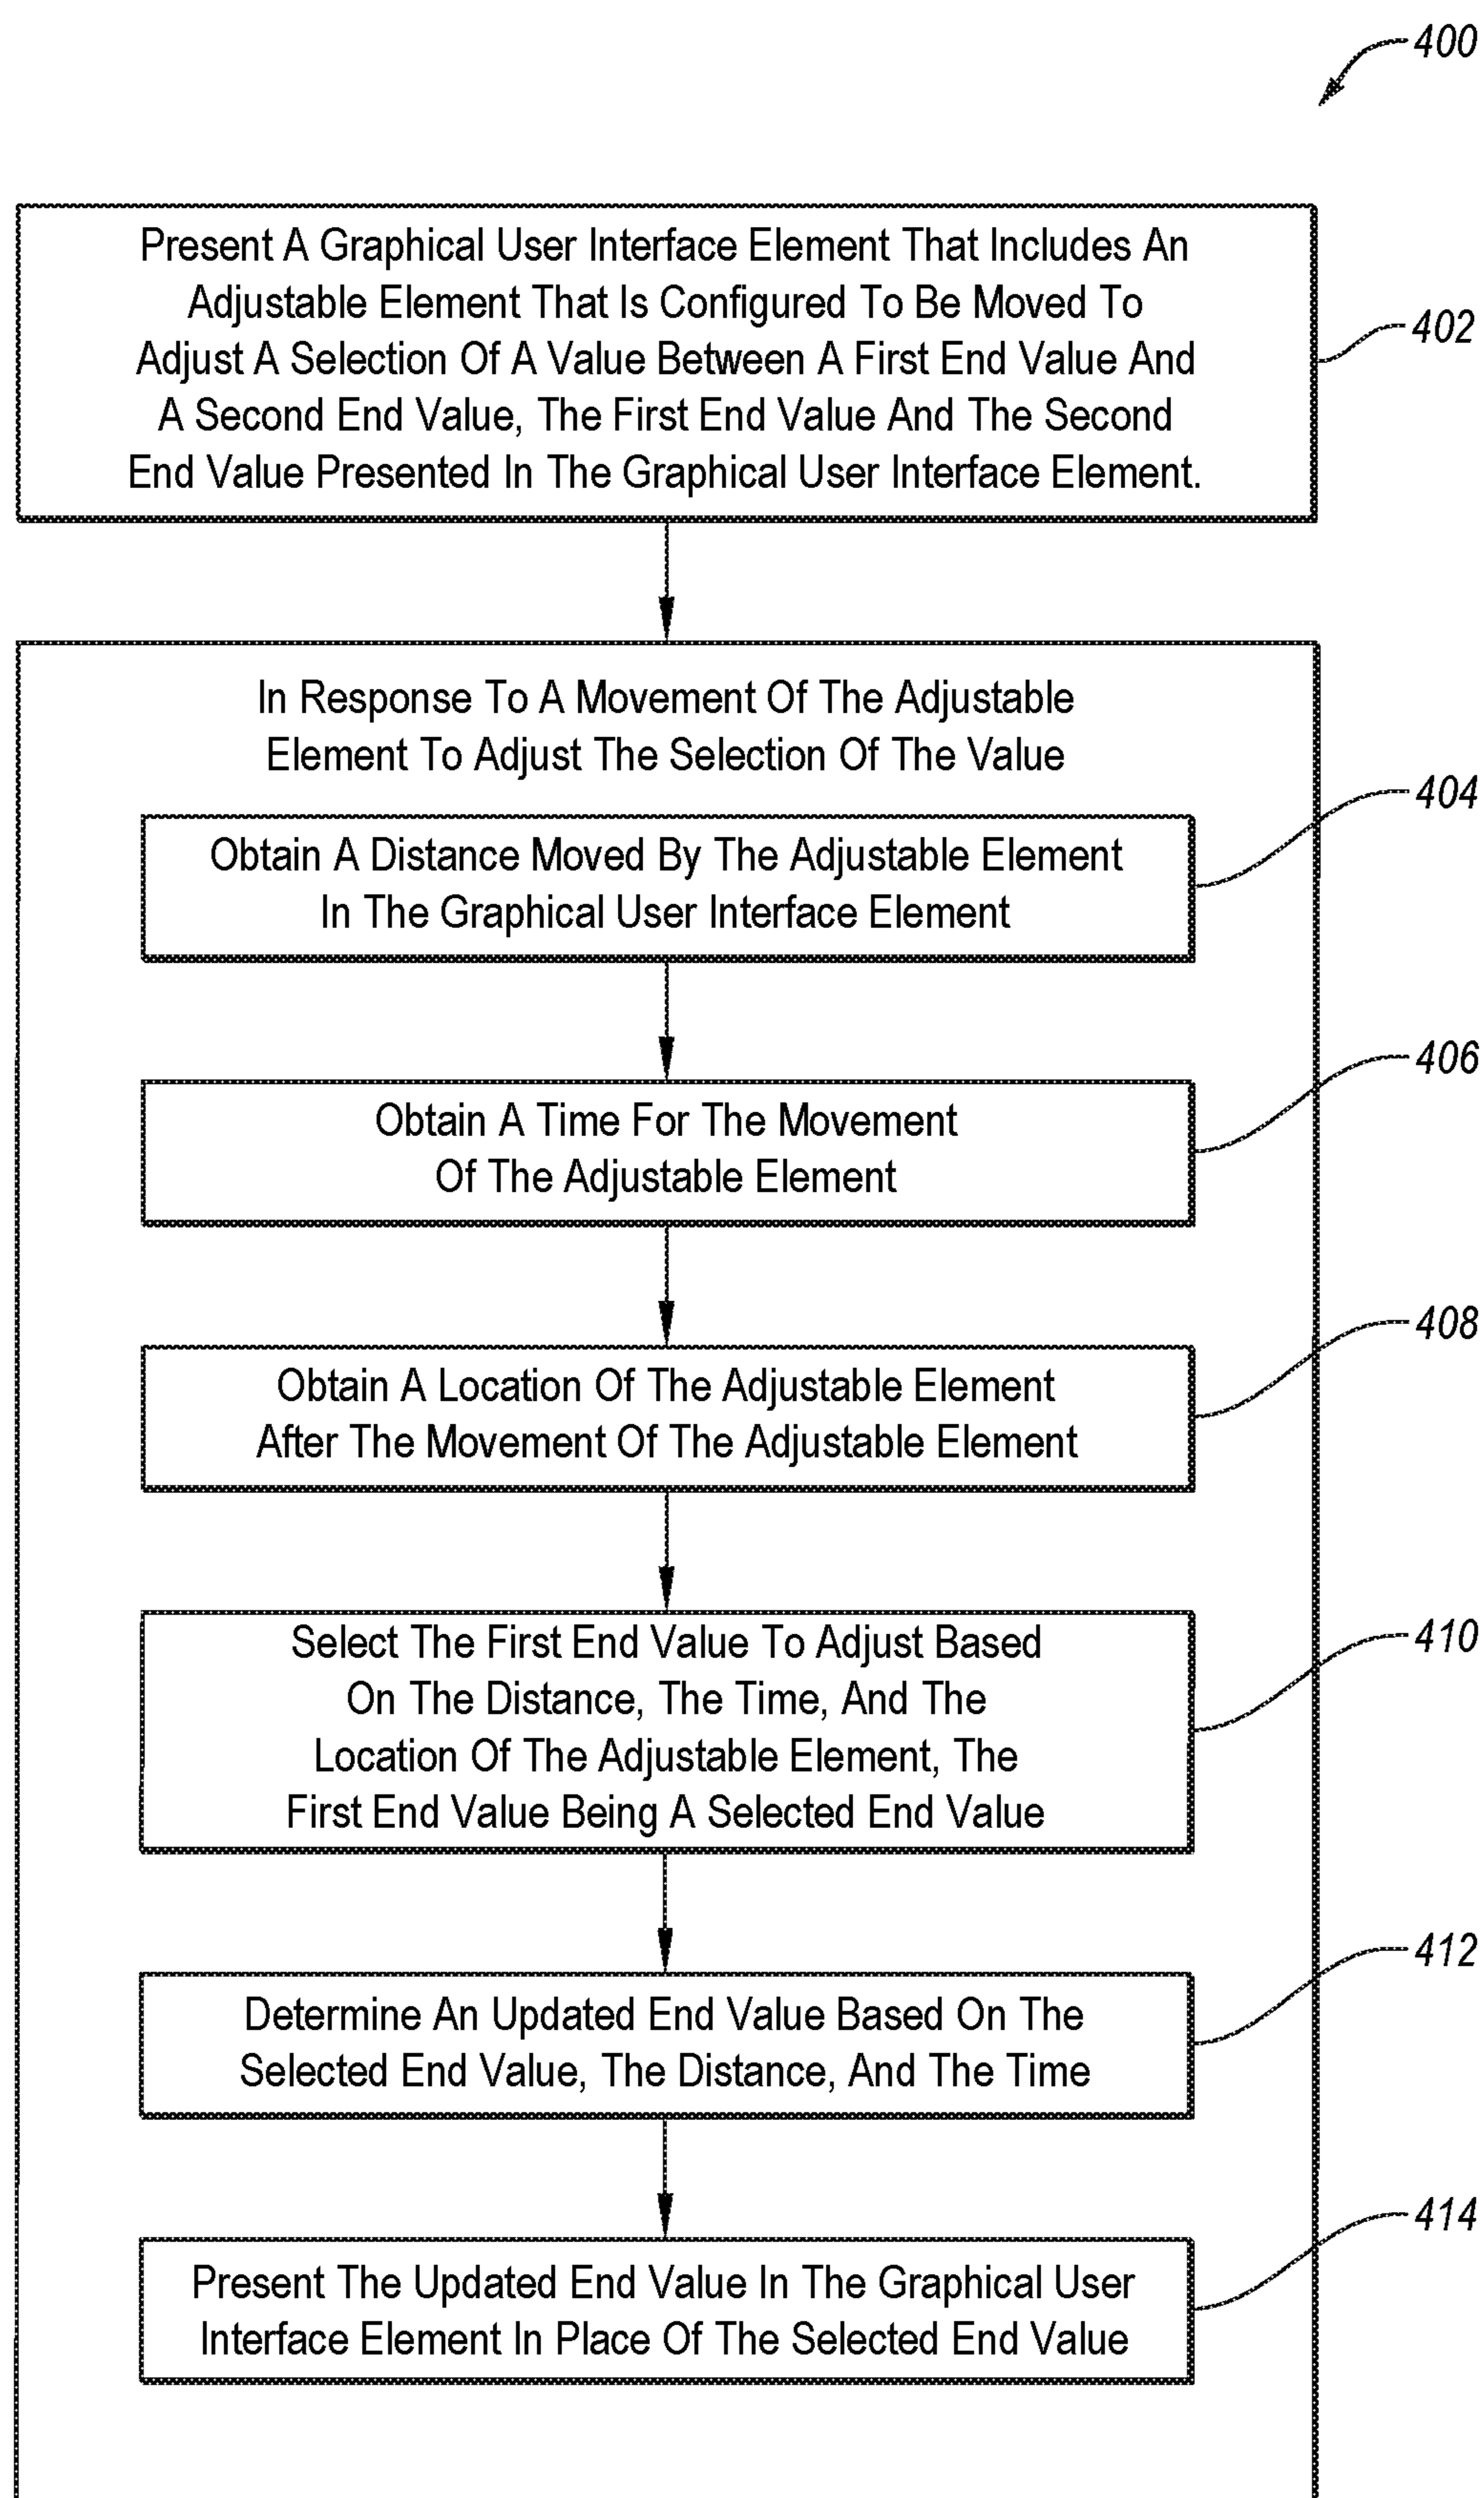 400
Present A Graphical User Interface Element That Includes An
Adjustable Element That Is Configured To Be Moved To
Adjust A Selection Of A Value Between A First End Value And
A Second End Value, The First End Value And The Second
End Value Presented In The Graphical User Interface Element.
402
In Response To A Movement Of The Adjustable
Element To Adjust The Selection Of The Value
404
Obtain A Distance Moved By The Adjustable Element
In The Graphical User Interface Element
406
Obtain A Time For The Movement
Of The Adjustable Element
408
Obtain A Location Of The Adjustable Element
After The Movement Of The Adjustable Element
410
Select The First End Value To Adjust Based
On The Distance, The Time, And The
Location Of The Adjustable Element, The
First End Value Being A Selected End Value
412
Determine An Updated End Value Based On The
Selected End Value, The Distance, And The Time
414
Present The Updated End Value In The Graphical User
Interface Element In Place Of The Selected End Value